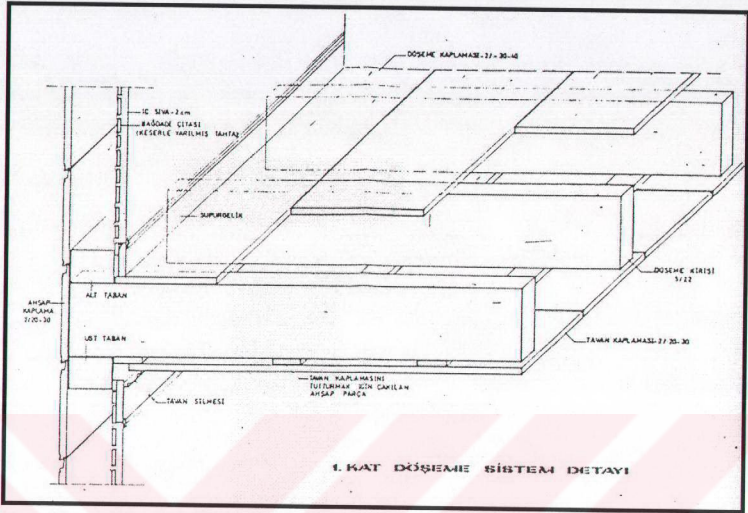 DÖŞEME KAPLAMASI-2/-30-40
İÇ SIVA-2cm
BAĞDADE ÇITASI
(KESERLE YARILMIŞ TAHTA)
SUPURGELİK
DÖŞEME KİRİŞİ
5/22
ALT TABAN
AHŞAP
KAPLAMA
2/20-30
ÜST TABAN
TAVAN KAPLAMASI-2/20-30
TAVAN KAPLAMASINI
TUTTURMAK İÇİN ÇAKILAN
AHŞAP PARÇA
TAVAN SİLMESİ
1. KAT DÖŞEME SİSTEM DETAYI